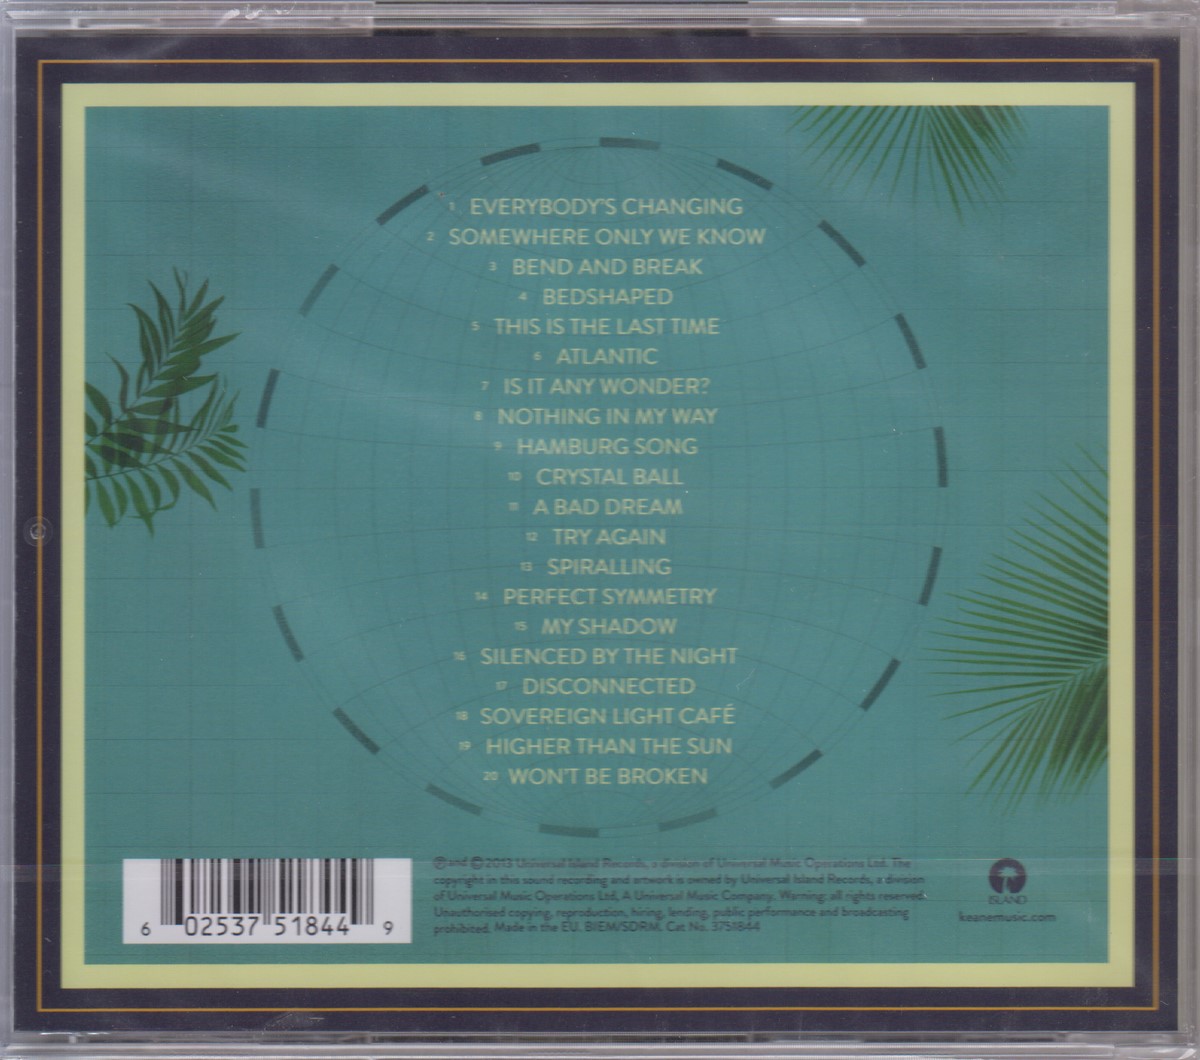 1 EVERYBODY'S CHANGING
2 SOMEWHERE ONLY WE KNOW
3 BEND AND BREAK
4 BEDSHAPED
5 THIS IS THE LAST TIME
6 ATLANTIC
7 IS IT ANY WONDER?
8 NOTHING IN MY WAY
9 HAMBURG SONG
10 CRYSTAL BALL
11 A BAD DREAM
12 TRY AGAIN
13 SPIRALLING
14 PERFECT SYMMETRY
15 MY SHADOW
16 SILENCED BY THE NIGHT
17 DISCONNECTED
18 SOVEREIGN LIGHT CAFÉ
19 HIGHER THAN THE SUN
20 WON'T BE BROKEN
6 02537 51844 9
℗ and © 2013 Universal Island Records, a division of Universal Music Operations Ltd. The
copyright in this sound recording and artwork is owned by Universal Island Records, a division
of Universal Music Operations Ltd, A Universal Music Company. Warning: all rights reserved.
Unauthorised copying, reproduction, hiring, lending, public performance and broadcasting
prohibited. Made in the EU. BIEM/SDRM. Cat No. 3751844
ISLAND
keanemusic.com